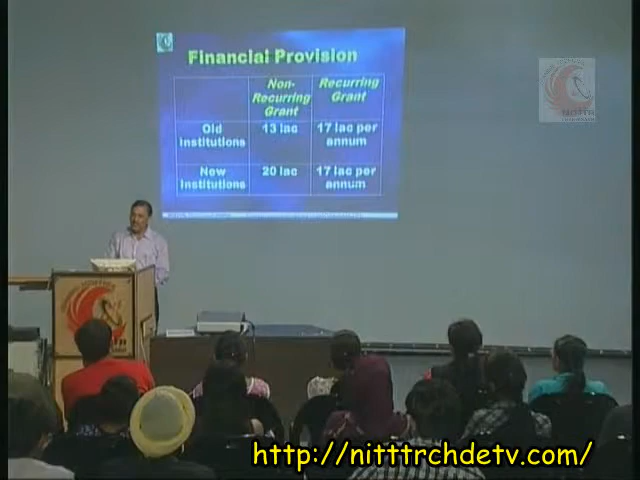 Financial Provision
Non-Recurring Grant
Recurring Grant
Old Institutions
13 lac
17 lac per annum
New Institutions
20 lac
17 lac per annum
http://nitttrchdetv.com/